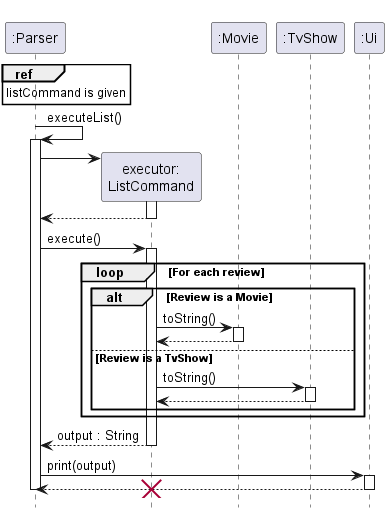 :Parser
:Movie
:TvShow
:Ui
ref
listCommand is given
executeList()
executor:
ListCommand
execute()
loop
[For each review]
alt
[Review is a Movie]
toString()
[Review is a TvShow]
toString()
output : String
print(output)